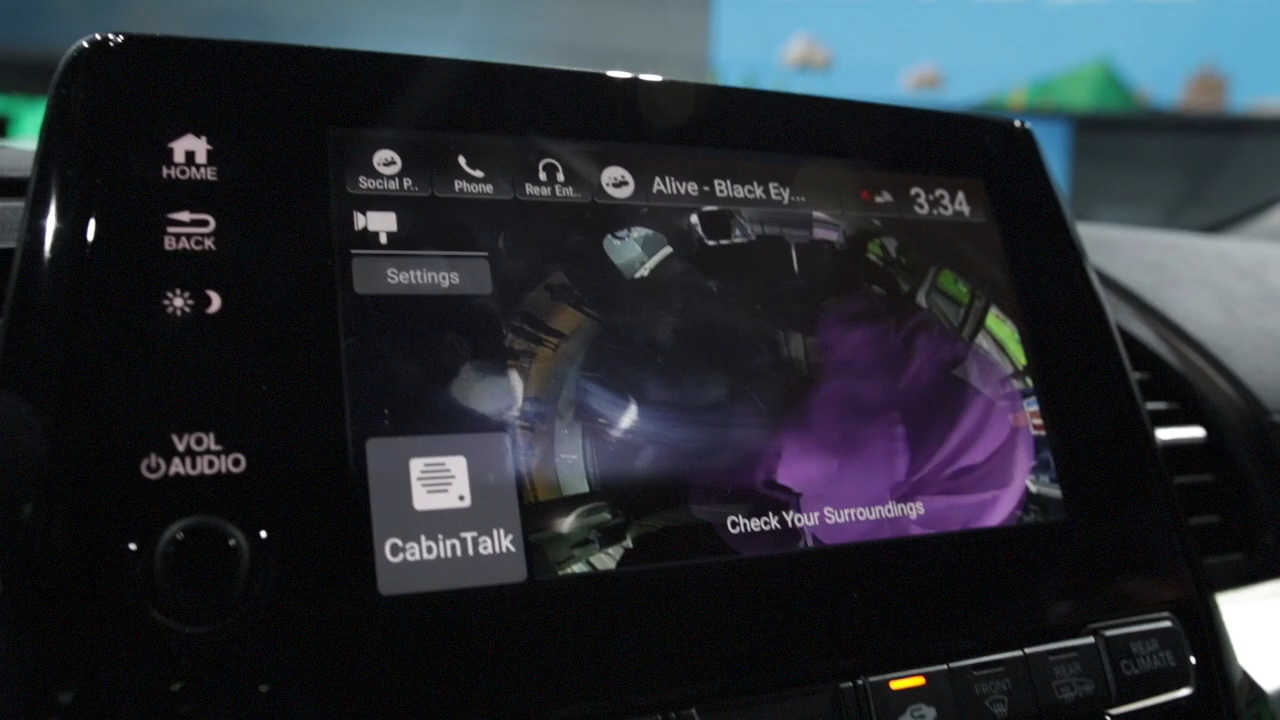 HOME
BACK
VOL
AUDIO
Social P..
Phone
Rear Ent..
Alive - Black Ey...
3:34
Settings
CabinTalk
Check Your Surroundings
FRONT
REAR
REAR
CLIMATE